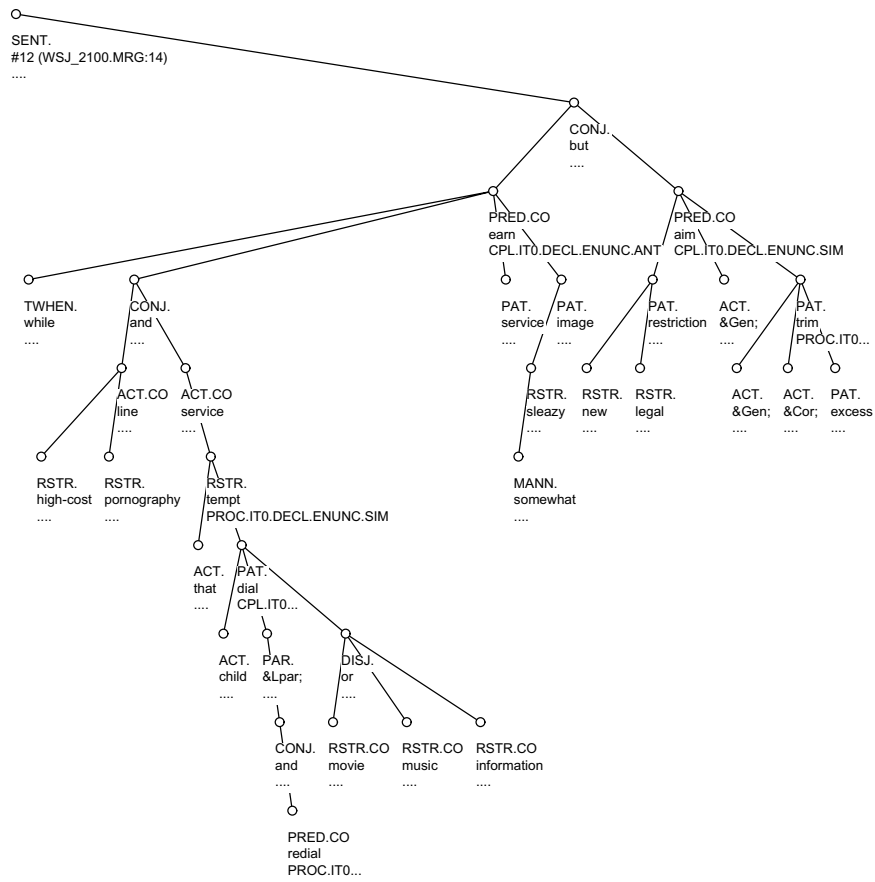 SENT.
#12 (WSJ_2100.MRG:14)
....
CONJ.
but
....
PRED.CO
earn
CPL.IT0.DECL.ENUNC.ANT
PRED.CO
aim
CPL.IT0.DECL.ENUNC.SIM
TWHEN.
while
....
CONJ.
and
....
PAT.
service
....
PAT.
image
....
PAT.
restriction
....
ACT.
&Gen;
....
PAT.
trim
PROC.IT0...
ACT.CO
line
....
ACT.CO
service
....
RSTR.
sleazy
....
RSTR.
new
....
RSTR.
legal
....
ACT.
&Gen;
....
ACT.
&Cor;
....
PAT.
excess
....
RSTR.
high-cost
....
RSTR.
pornography
....
RSTR.
tempt
PROC.IT0.DECL.ENUNC.SIM
MANN.
somewhat
....
ACT.
that
....
PAT.
dial
CPL.IT0...
ACT.
child
....
PAR.
&Lpar;
....
DISJ.
or
....
CONJ.
and
....
RSTR.CO
movie
....
RSTR.CO
music
....
RSTR.CO
information
....
PRED.CO
redial
PROC.IT0...